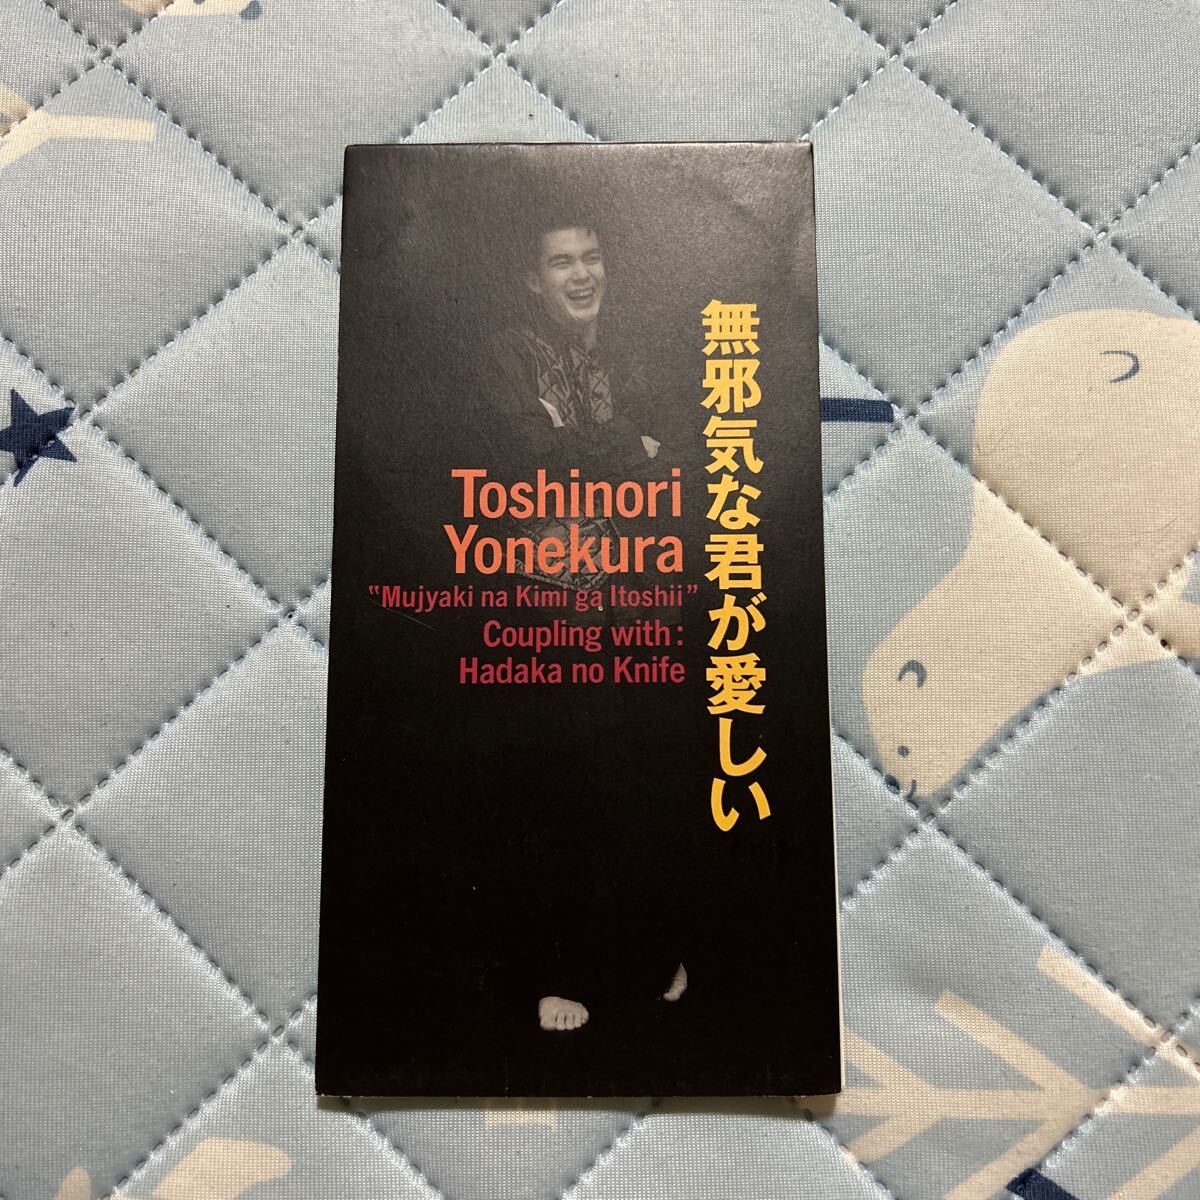 無邪気な君が愛しい
Toshinori
Yonekura
“Mujyaki na Kimi ga Itoshii”
Coupling with:
Hadaka no Knife